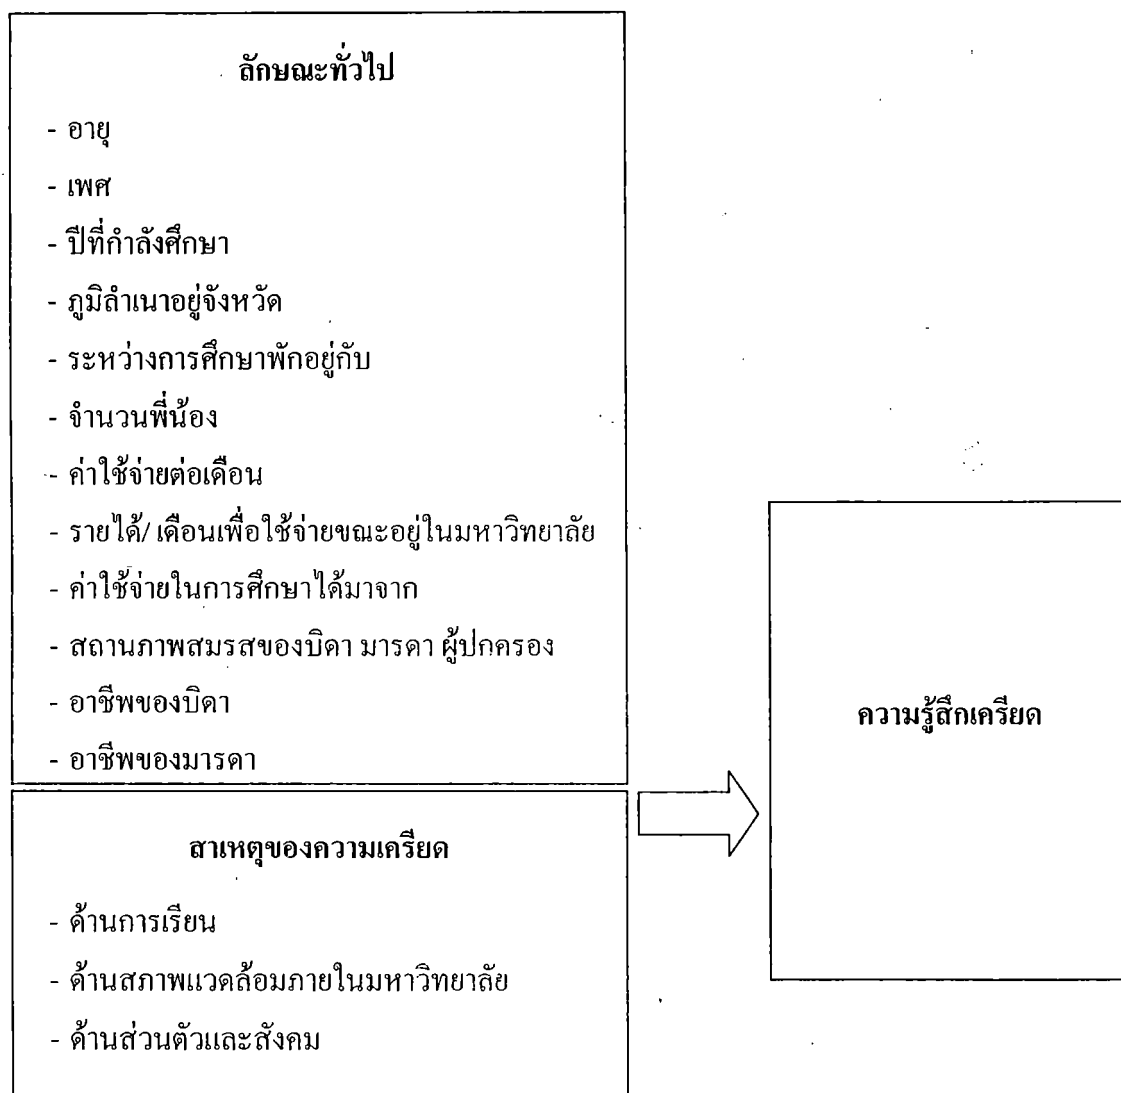 ลักษณะทั่วไป
- อายุ
- เพศ
- ปีที่กำลังศึกษา
- ภูมิลำเนาอยู่จังหวัด
- ระหว่างการศึกษาพักอยู่กับ
- จำนวนพี่น้อง
- ค่าใช้จ่ายต่อเดือน
- รายได้/ เดือนเพื่อใช้จ่ายขณะอยู่ในมหาวิทยาลัย
- ค่าใช้จ่ายในการศึกษาได้มาจาก
- สถานภาพสมรสของบิดา มารดา ผู้ปกครอง
- อาชีพของบิดา
- อาชีพของมารดา
สาเหตุของความเครียด
- ด้านการเรียน
- ด้านสภาพแวดล้อมภายในมหาวิทยาลัย
- ด้านส่วนตัวและสังคม
ความรู้สึกเครียด